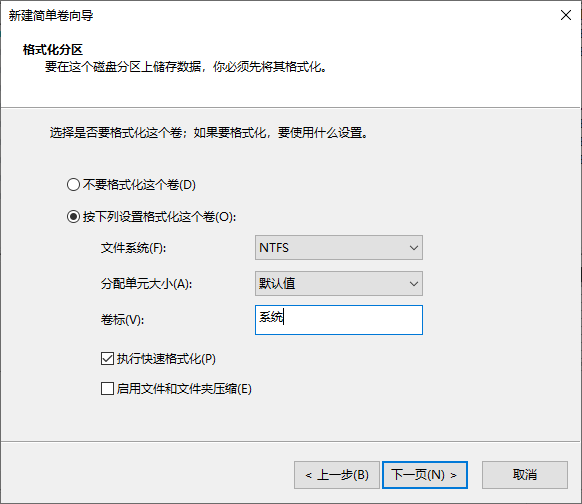 新建简单卷向导
格式化分区
要在这个磁盘分区上储存数据，你必须先将其格式化。
选择是否要格式化这个卷；如果要格式化，要使用什么设置。
不要格式化这个卷(D)
按下列设置格式化这个卷(O):
文件系统(F): NTFS
分配单元大小(A): 默认值
卷标(V): 系统
执行快速格式化(P)
启用文件和文件夹压缩(E)
< 上一步(B) 下一页(N) > 取消